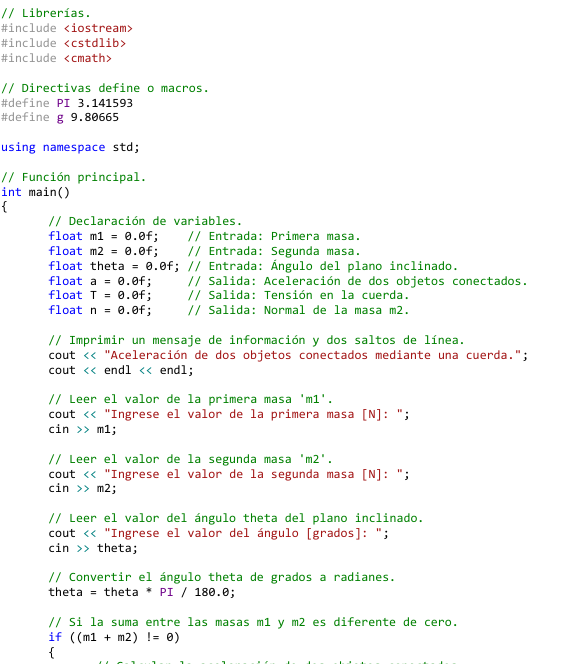 // Librerías.
#include <iostream>
#include <cstdlib>
#include <cmath>
// Directivas define o macros.
#define PI 3.141593
#define g 9.80665
using namespace std;
// Función principal.
int main()
{
// Declaración de variables.
float m1 = 0.0f; // Entrada: Primera masa.
float m2 = 0.0f; // Entrada: Segunda masa.
float theta = 0.0f; // Entrada: Ángulo del plano inclinado.
float a = 0.0f; // Salida: Aceleración de dos objetos conectados.
float T = 0.0f; // Salida: Tensión en la cuerda.
float n = 0.0f; // Salida: Normal de la masa m2.
// Imprimir un mensaje de información y dos saltos de línea.
cout << "Aceleración de dos objetos conectados mediante una cuerda.";
cout << endl << endl;
// Leer el valor de la primera masa 'm1'.
cout << "Ingrese el valor de la primera masa [N]: ";
cin >> m1;
// Leer el valor de la segunda masa 'm2'.
cout << "Ingrese el valor de la segunda masa [N]: ";
cin >> m2;
// Leer el valor del ángulo theta del plano inclinado.
cout << "Ingrese el valor del ángulo [grados]: ";
cin >> theta;
// Convertir el ángulo theta de grados a radianes.
theta = theta * PI / 180.0;
// Si la suma entre las masas m1 y m2 es diferente de cero.
if ((m1 + m2) != 0)
{